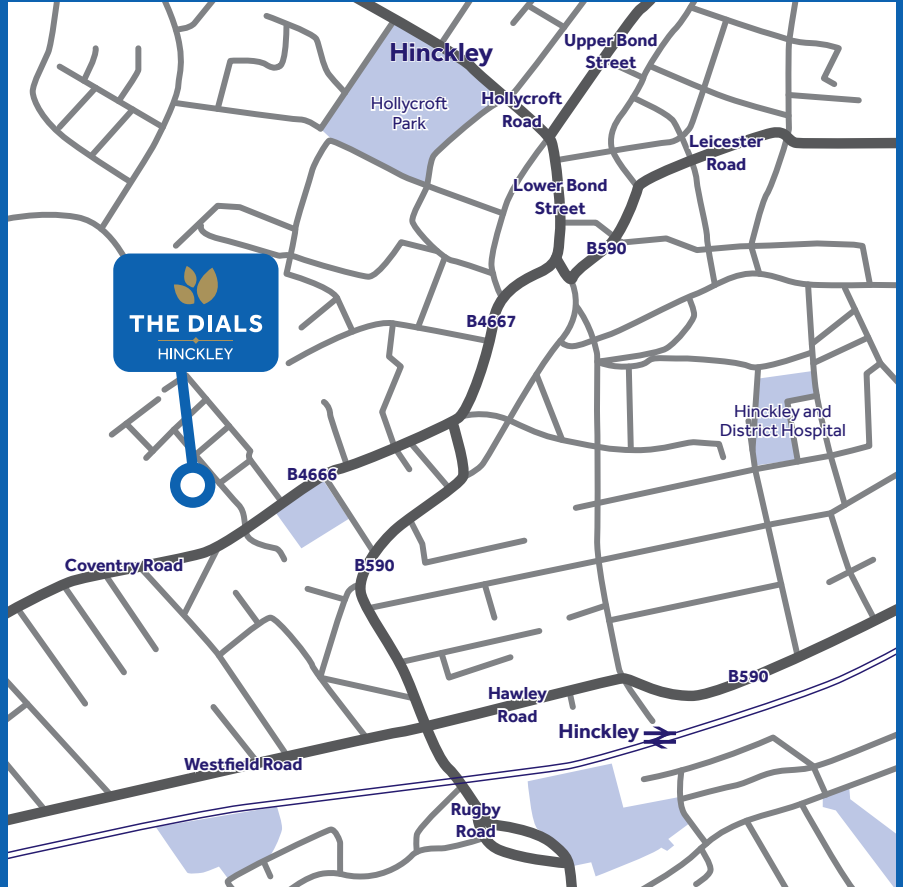 Hinckley
Upper Bond
Street
Hollycroft
Park
Hollycroft
Road
Leicester
Road
Lower Bond
Street
B590
THE DIALS
HINCKLEY
B4667
Hinckley and
District Hospital
B4666
Coventry Road
B590
B590
Hawley
Road
Hinckley
Westfield Road
Rugby
Road